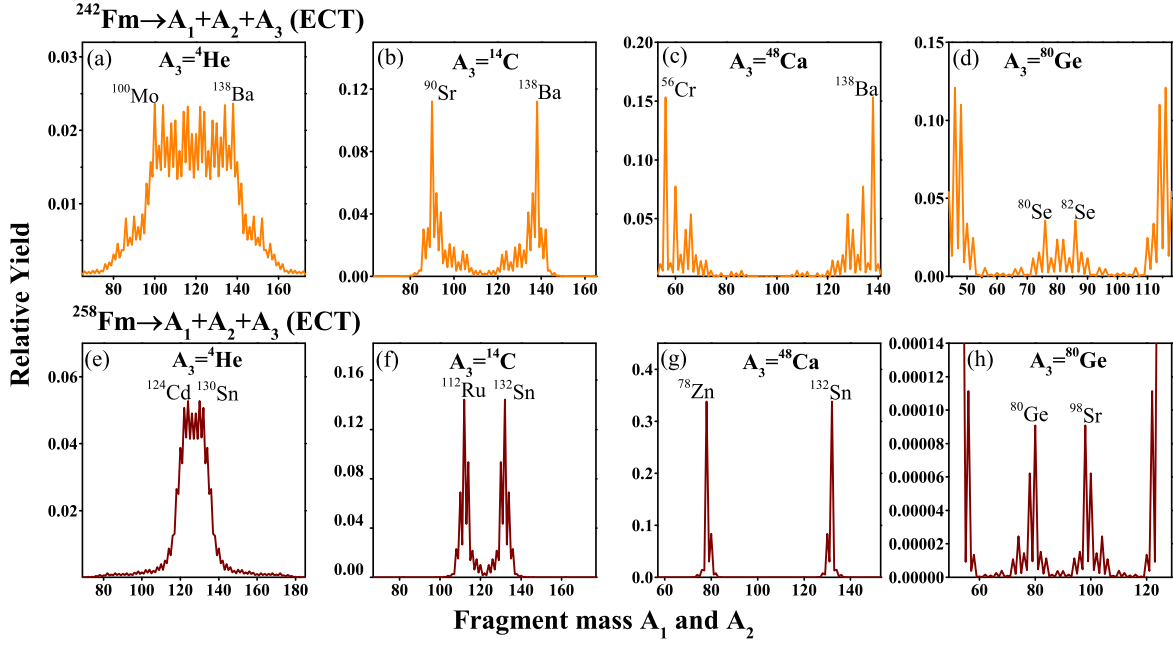 ²⁴²Fm→A₁+A₂+A₃ (ECT)
(a) A₃=⁴He
¹⁰⁰Mo ¹³⁸Ba
0.03
0.02
0.01
80 100 120 140 160
(b) A₃=¹⁴C
⁹⁰Sr ¹³⁸Ba
0.12
0.08
0.04
0.00
80 100 120 140 160
(c) A₃=⁴⁸Ca
⁵⁶Cr ¹³⁸Ba
0.20
0.15
0.10
0.05
60 80 100 120 140
(d) A₃=⁸⁰Ge
⁸⁰Se ⁸²Se
0.15
0.10
0.05
0.00
50 60 70 80 90 100 110
Relative Yield
²⁵⁸Fm→A₁+A₂+A₃ (ECT)
(e) A₃=⁴He
¹²⁴Cd ¹³⁰Sn
0.06
0.04
0.02
80 100 120 140 160 180
(f) A₃=¹⁴C
¹¹²Ru ¹³²Sn
0.16
0.12
0.08
0.04
0.00
80 100 120 140 160
(g) A₃=⁴⁸Ca
⁷⁸Zn ¹³²Sn
0.4
0.3
0.2
0.1
0.0
60 80 100 120 140
(h) A₃=⁸⁰Ge
⁸⁰Ge ⁹⁸Sr
0.00014
0.00012
0.00010
0.00008
0.00006
0.00004
0.00002
0.00000
60 80 100 120
Fragment mass A₁ and A₂